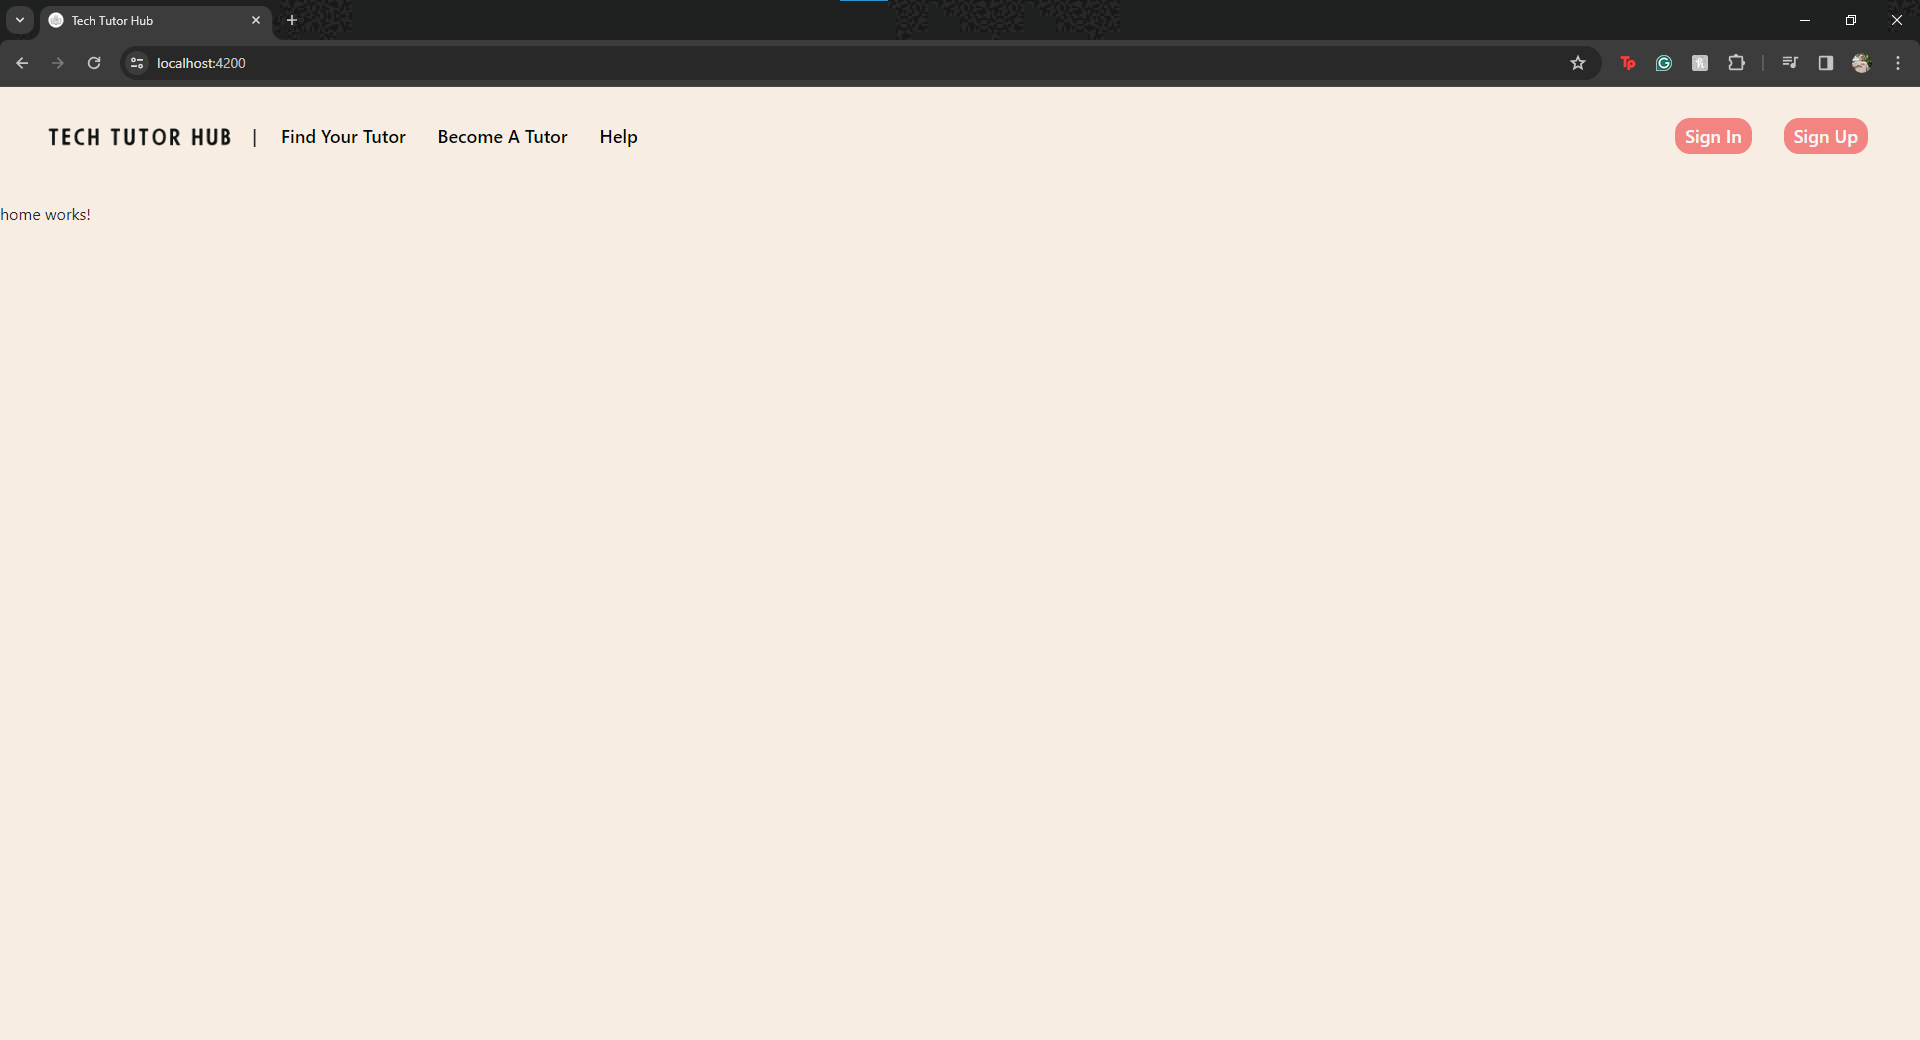 Tech Tutor Hub
localhost:4200
Tp
TECH TUTOR HUB | Find Your Tutor Become A Tutor Help Sign In Sign Up
home works!